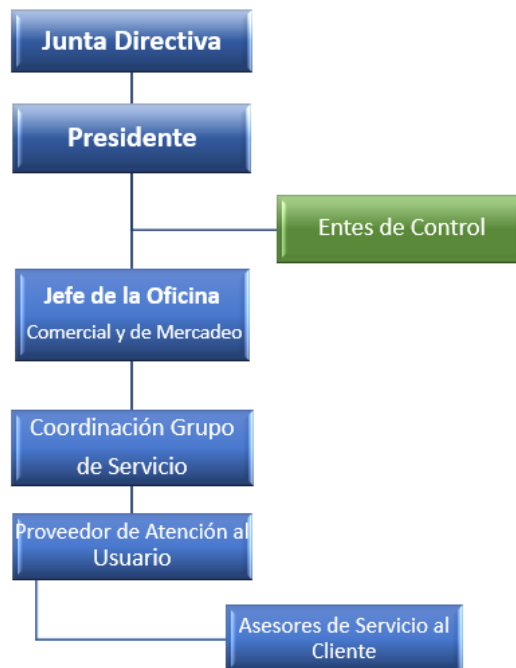 Junta Directiva
Presidente
Entes de Control
Jefe de la Oficina
Comercial y de Mercadeo
Coordinación Grupo
de Servicio
Proveedor de Atención al
Usuario
Asesores de Servicio al
Cliente